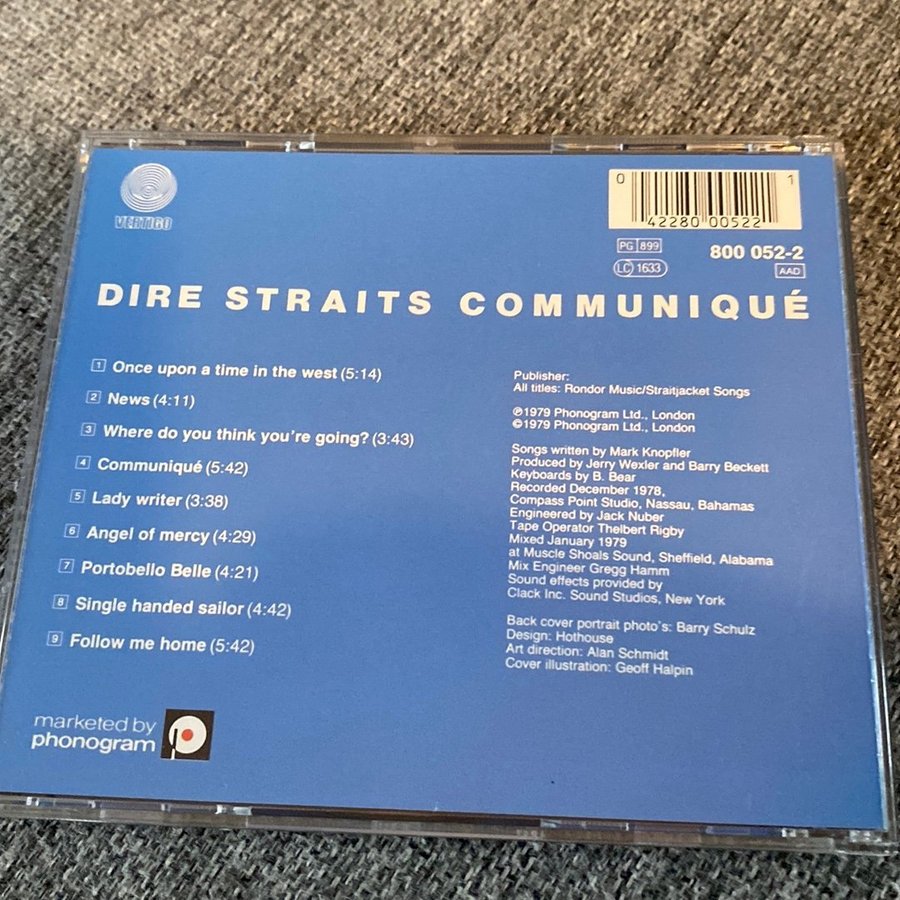 VERTIGO
0 42280 00522 1
PG 899
800 052-2
LC 1633
AAD
DIRE STRAITS COMMUNIQUÉ
1 Once upon a time in the west (5:14)
2 News (4:11)
3 Where do you think you're going? (3:43)
4 Communiqué (5:42)
5 Lady writer (3:38)
6 Angel of mercy (4:29)
7 Portobello Belle (4:21)
8 Single handed sailor (4:42)
9 Follow me home (5:42)
Publisher:
All titles: Rondor Music/Straitjacket Songs
℗1979 Phonogram Ltd., London
©1979 Phonogram Ltd., London
Songs written by Mark Knopfler
Produced by Jerry Wexler and Barry Beckett
Keyboards by B. Bear
Recorded December 1978,
Compass Point Studio, Nassau, Bahamas
Engineered by Jack Nuber
Tape Operator Thelbert Rigby
Mixed January 1979
at Muscle Shoals Sound, Sheffield, Alabama
Mix Engineer Gregg Hamm
Sound effects provided by
Clack Inc. Sound Studios, New York
Back cover portrait photo's: Barry Schulz
Design: Hothouse
Art direction: Alan Schmidt
Cover illustration: Geoff Halpin
marketed by
phonogram